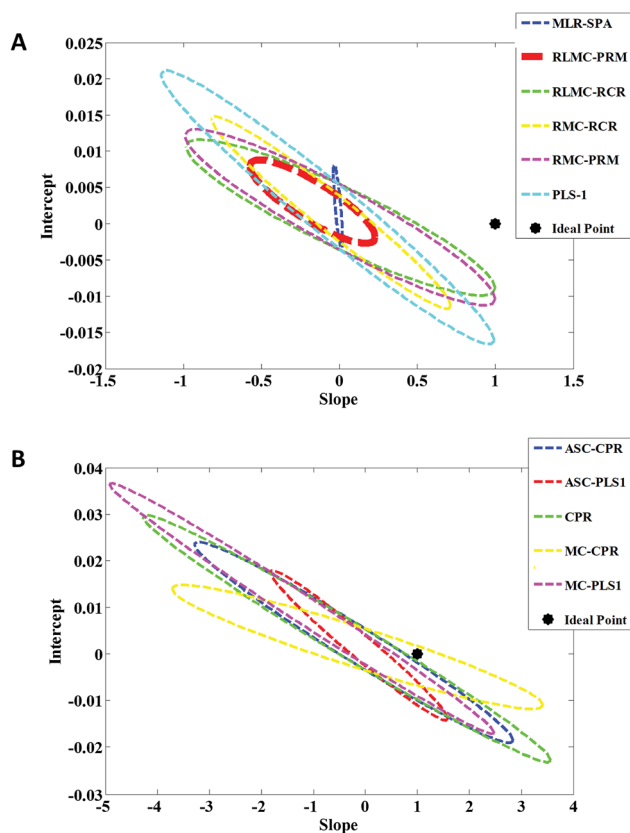 A
0.025
0.02
0.015
0.01
0.005
0
-0.005
-0.01
-0.015
-0.02
Intercept
-1.5
-1
-0.5
0
0.5
1
1.5
Slope
MLR-SPA
RLMC-PRM
RLMC-RCR
RMC-RCR
RMC-PRM
PLS-1
Ideal Point
B
0.04
0.03
0.02
0.01
0
-0.01
-0.02
-0.03
Intercept
-5
-4
-3
-2
-1
0
1
2
3
4
Slope
ASC-CPR
ASC-PLS1
CPR
MC-CPR
MC-PLS1
Ideal Point